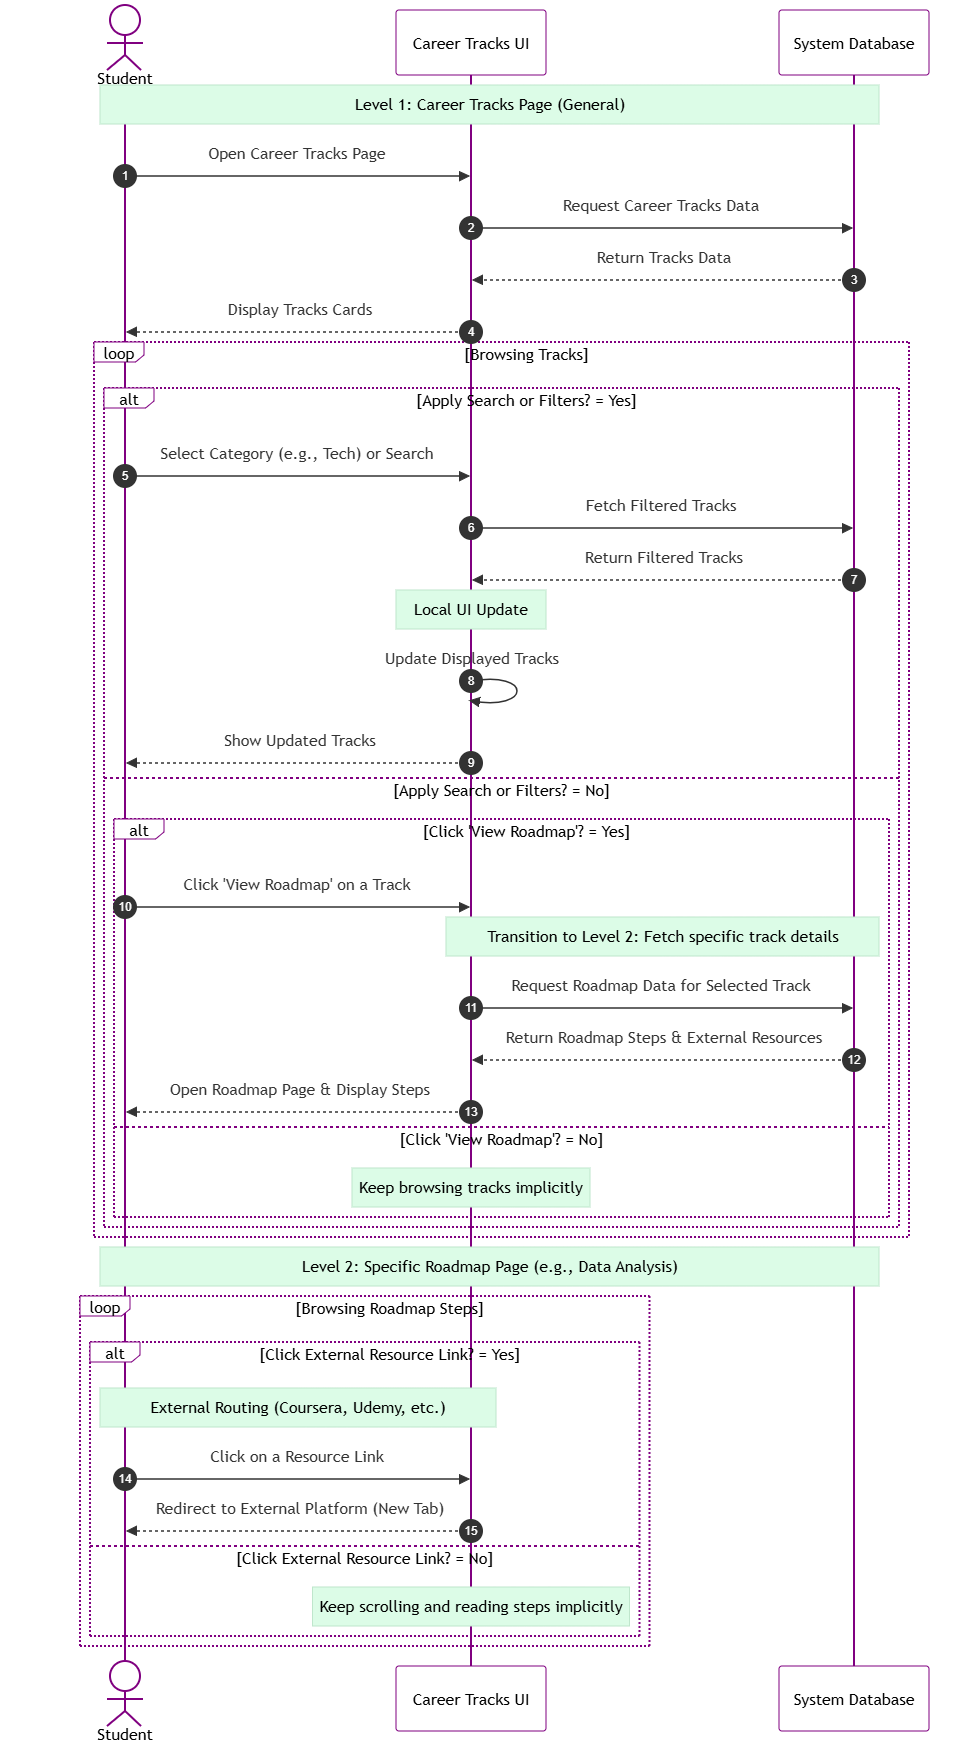 Student
Career Tracks UI
System Database
Level 1: Career Tracks Page (General)
Open Career Tracks Page
1
Request Career Tracks Data
2
Return Tracks Data
3
Display Tracks Cards
4
loop
[Browsing Tracks]
alt
[Apply Search or Filters? = Yes]
Select Category (e.g., Tech) or Search
5
Fetch Filtered Tracks
6
Return Filtered Tracks
7
Local UI Update
Update Displayed Tracks
8
Show Updated Tracks
9
[Apply Search or Filters? = No]
alt
[Click 'View Roadmap'? = Yes]
Click 'View Roadmap' on a Track
10
Transition to Level 2: Fetch specific track details
Request Roadmap Data for Selected Track
11
Return Roadmap Steps & External Resources
12
Open Roadmap Page & Display Steps
13
[Click 'View Roadmap'? = No]
Keep browsing tracks implicitly
Level 2: Specific Roadmap Page (e.g., Data Analysis)
loop
[Browsing Roadmap Steps]
alt
[Click External Resource Link? = Yes]
External Routing (Coursera, Udemy, etc.)
Click on a Resource Link
14
Redirect to External Platform (New Tab)
15
[Click External Resource Link? = No]
Keep scrolling and reading steps implicitly
Student
Career Tracks UI
System Database